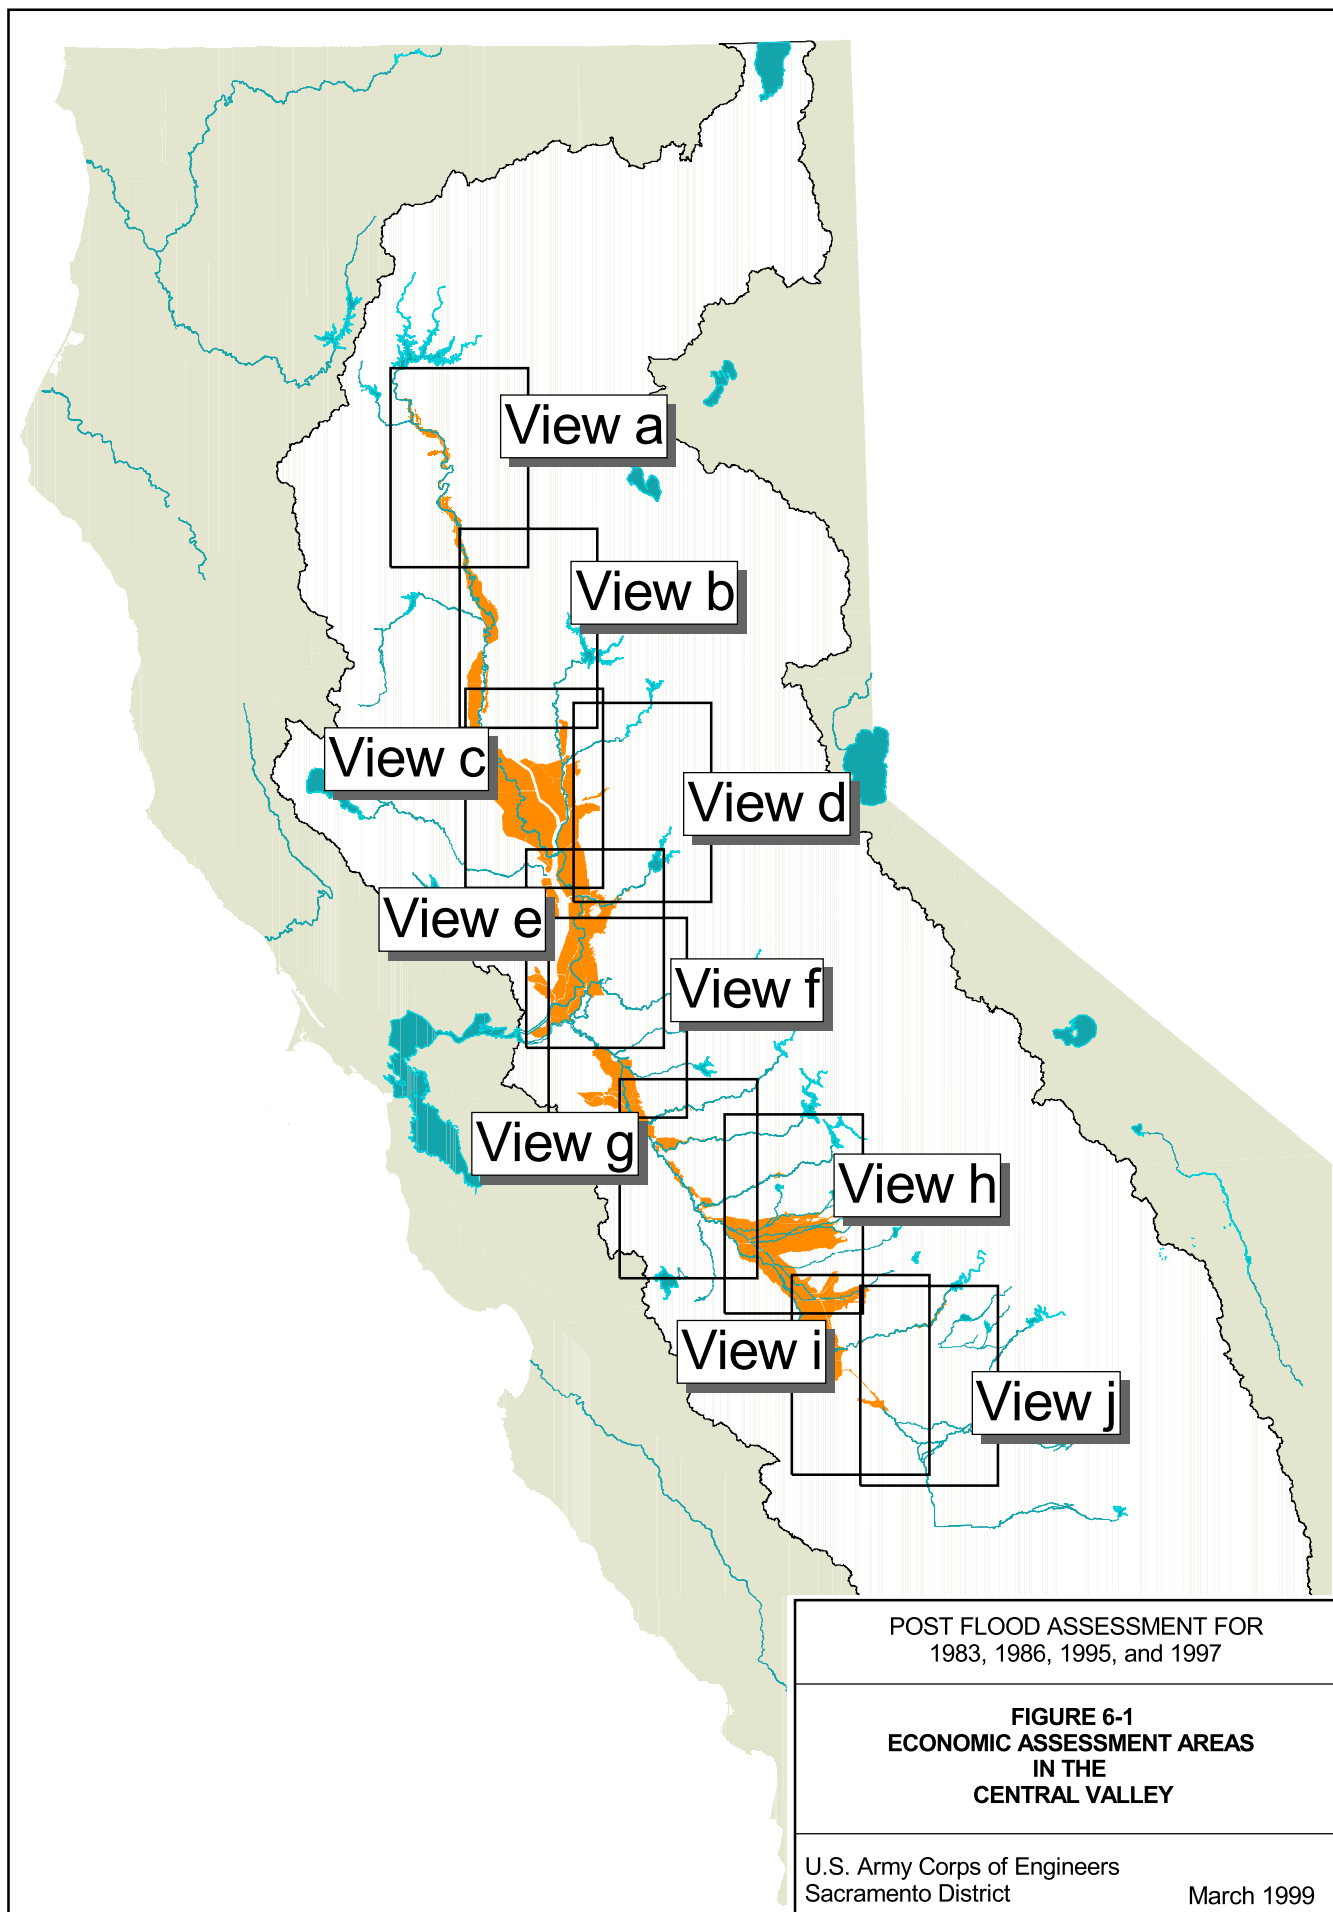 View a
View b
View c
View d
View e
View f
View g
View h
View i
View j
POST FLOOD ASSESSMENT FOR
1983, 1986, 1995, and 1997
FIGURE 6-1
ECONOMIC ASSESSMENT AREAS
IN THE
CENTRAL VALLEY
U.S. Army Corps of Engineers
Sacramento District
March 1999